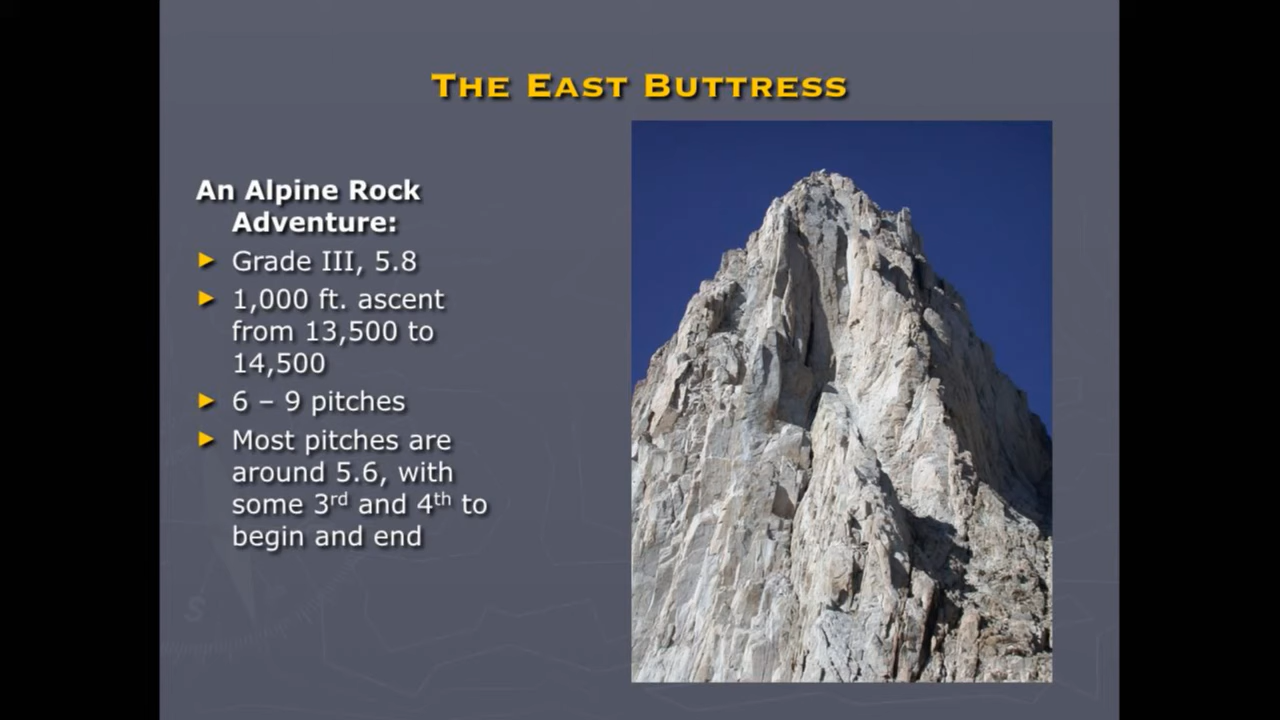 THE EAST BUTTRESS
An Alpine Rock
Adventure:
► Grade III, 5.8
► 1,000 ft. ascent
from 13,500 to
14,500
► 6 – 9 pitches
► Most pitches are
around 5.6, with
some 3rd and 4th to
begin and end
S